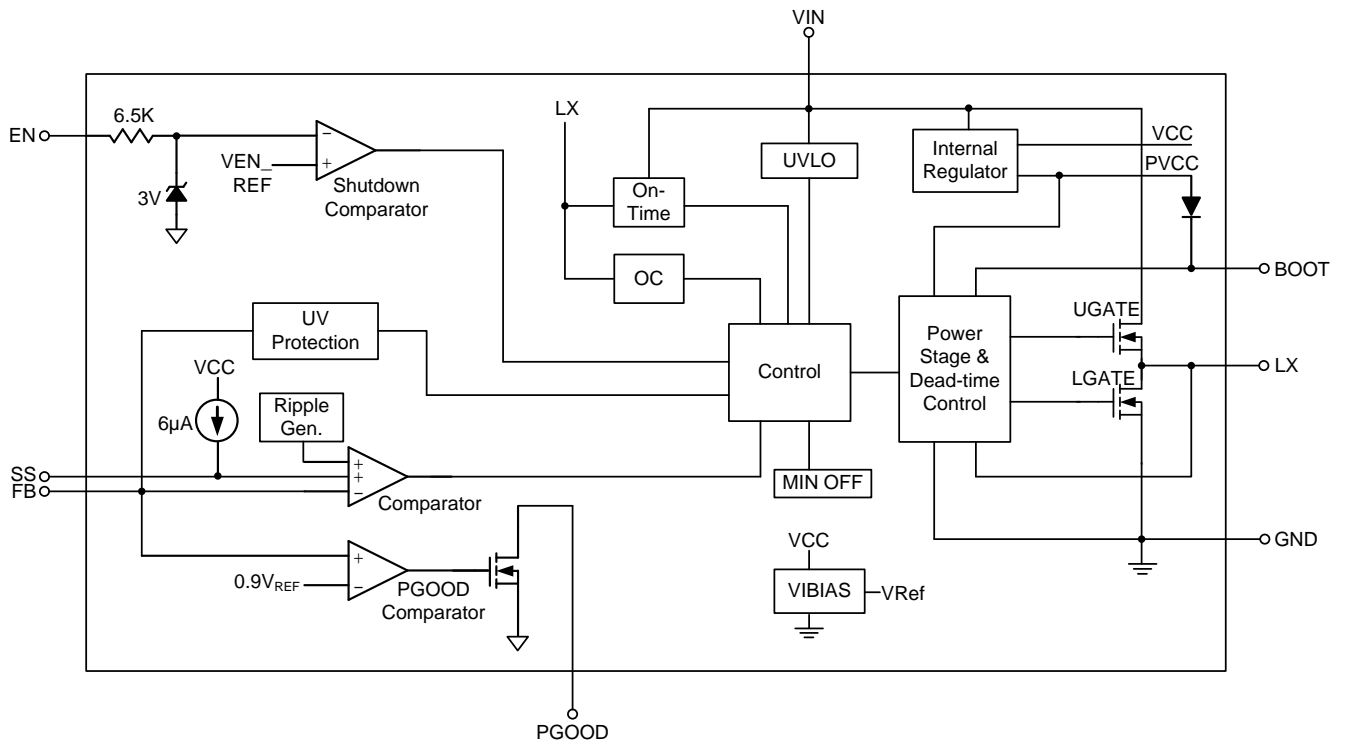 VIN
EN
6.5K
3V
VEN_
REF
−
+
Shutdown
Comparator
LX
On-
Time
OC
UVLO
Internal
Regulator
VCC
PVCC
BOOT
UV
Protection
VCC
6µA
Ripple
Gen.
SS
FB
+
+
−
Comparator
Control
MIN OFF
Power
Stage &
Dead-time
Control
UGATE
LGATE
LX
GND
0.9VREF
+
−
PGOOD
Comparator
VCC
VIBIAS
VRef
PGOOD